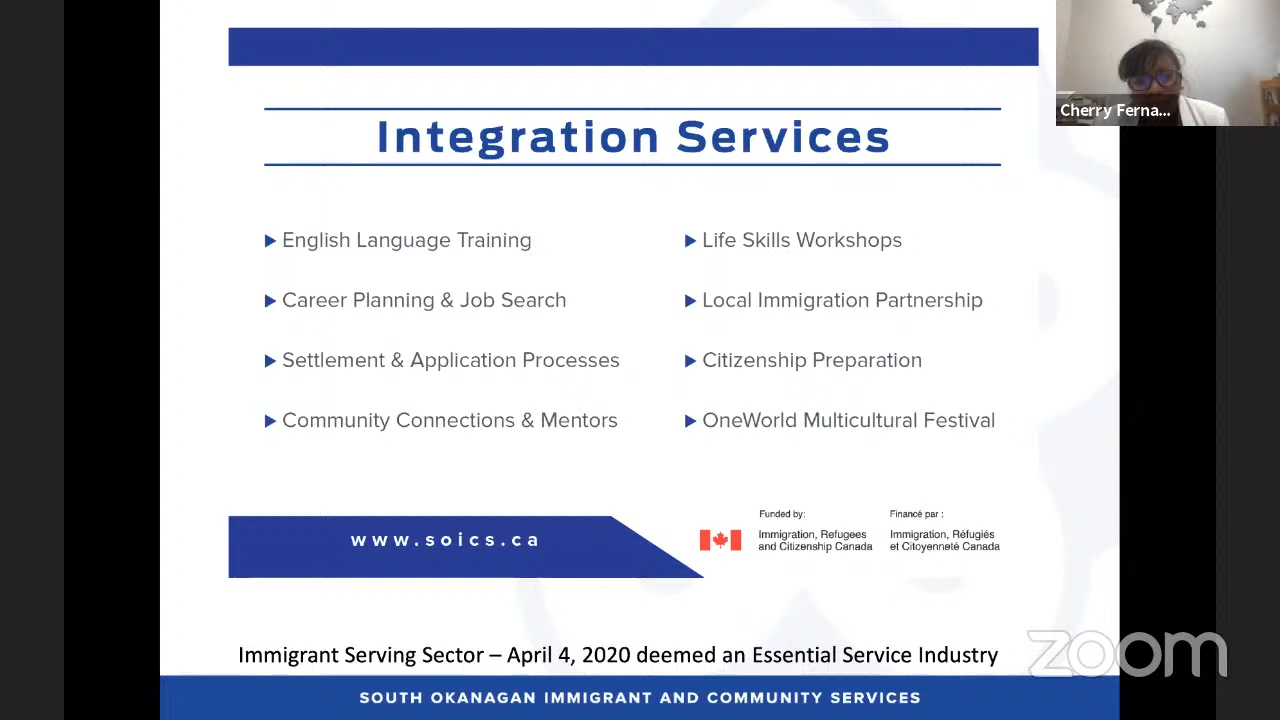 Integration Services
English Language Training
Career Planning & Job Search
Settlement & Application Processes
Community Connections & Mentors
Life Skills Workshops
Local Immigration Partnership
Citizenship Preparation
OneWorld Multicultural Festival
www.soics.ca
Funded by:
Immigration, Refugees
and Citizenship Canada
Financé par :
Immigration, Réfugiés
et Citoyenneté Canada
Immigrant Serving Sector – April 4, 2020 deemed an Essential Service Industry
SOUTH OKANAGAN IMMIGRANT AND COMMUNITY SERVICES
Cherry Ferna...
zoom